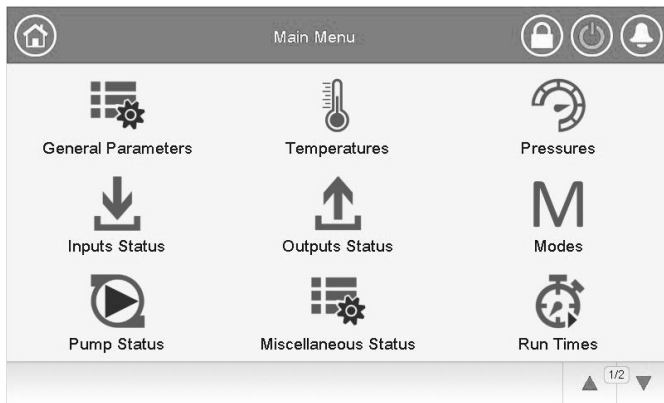 Main Menu
General Parameters
Temperatures
Pressures
Inputs Status
Outputs Status
M
Modes
Pump Status
Miscellaneous Status
Run Times
1/2